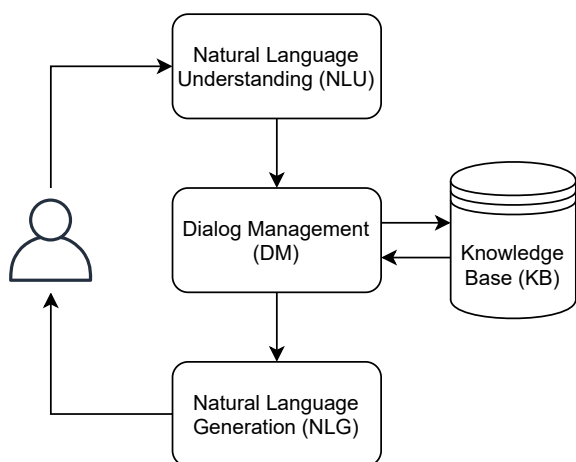 Natural Language
Understanding (NLU)
Dialog Management
(DM)
Knowledge
Base (KB)
Natural Language
Generation (NLG)